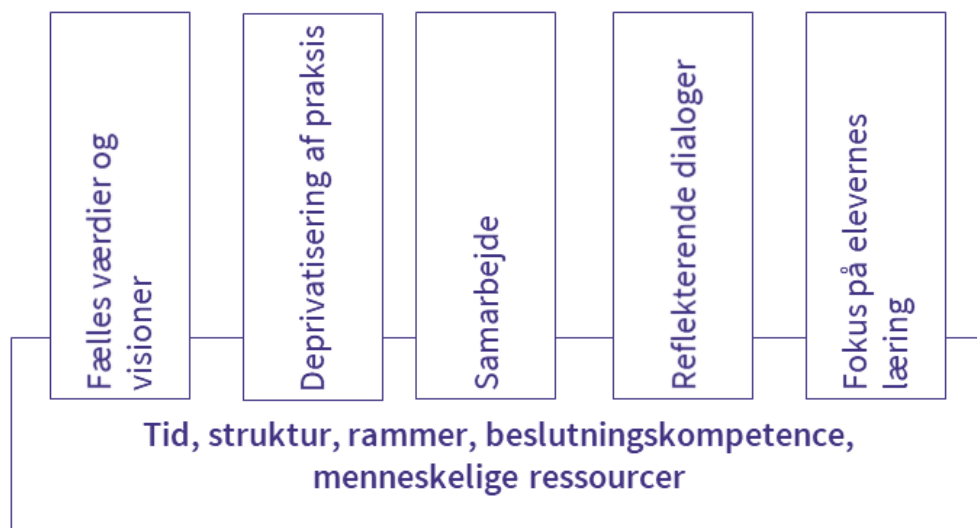 Fælles værdier og
visioner
Deprivatisering af praksis
Samarbejde
Reflekterende dialoger
Fokus på elevernes
læring
Tid, struktur, rammer, beslutningskompetence,
menneskelige ressourcer